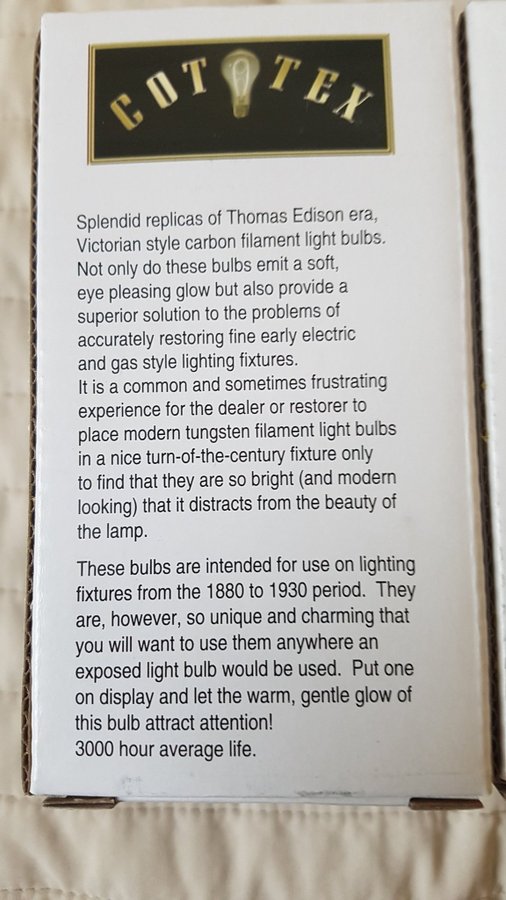 GOT TEX
Splendid replicas of Thomas Edison era,
Victorian style carbon filament light bulbs.
Not only do these bulbs emit a soft,
eye pleasing glow but also provide a
superior solution to the problems of
accurately restoring fine early electric
and gas style lighting fixtures.
It is a common and sometimes frustrating
experience for the dealer or restorer to
place modern tungsten filament light bulbs
in a nice turn-of-the-century fixture only
to find that they are so bright (and modern
looking) that it distracts from the beauty of
the lamp.
These bulbs are intended for use on lighting
fixtures from the 1880 to 1930 period. They
are, however, so unique and charming that
you will want to use them anywhere an
exposed light bulb would be used. Put one
on display and let the warm, gentle glow of
this bulb attract attention!
3000 hour average life.